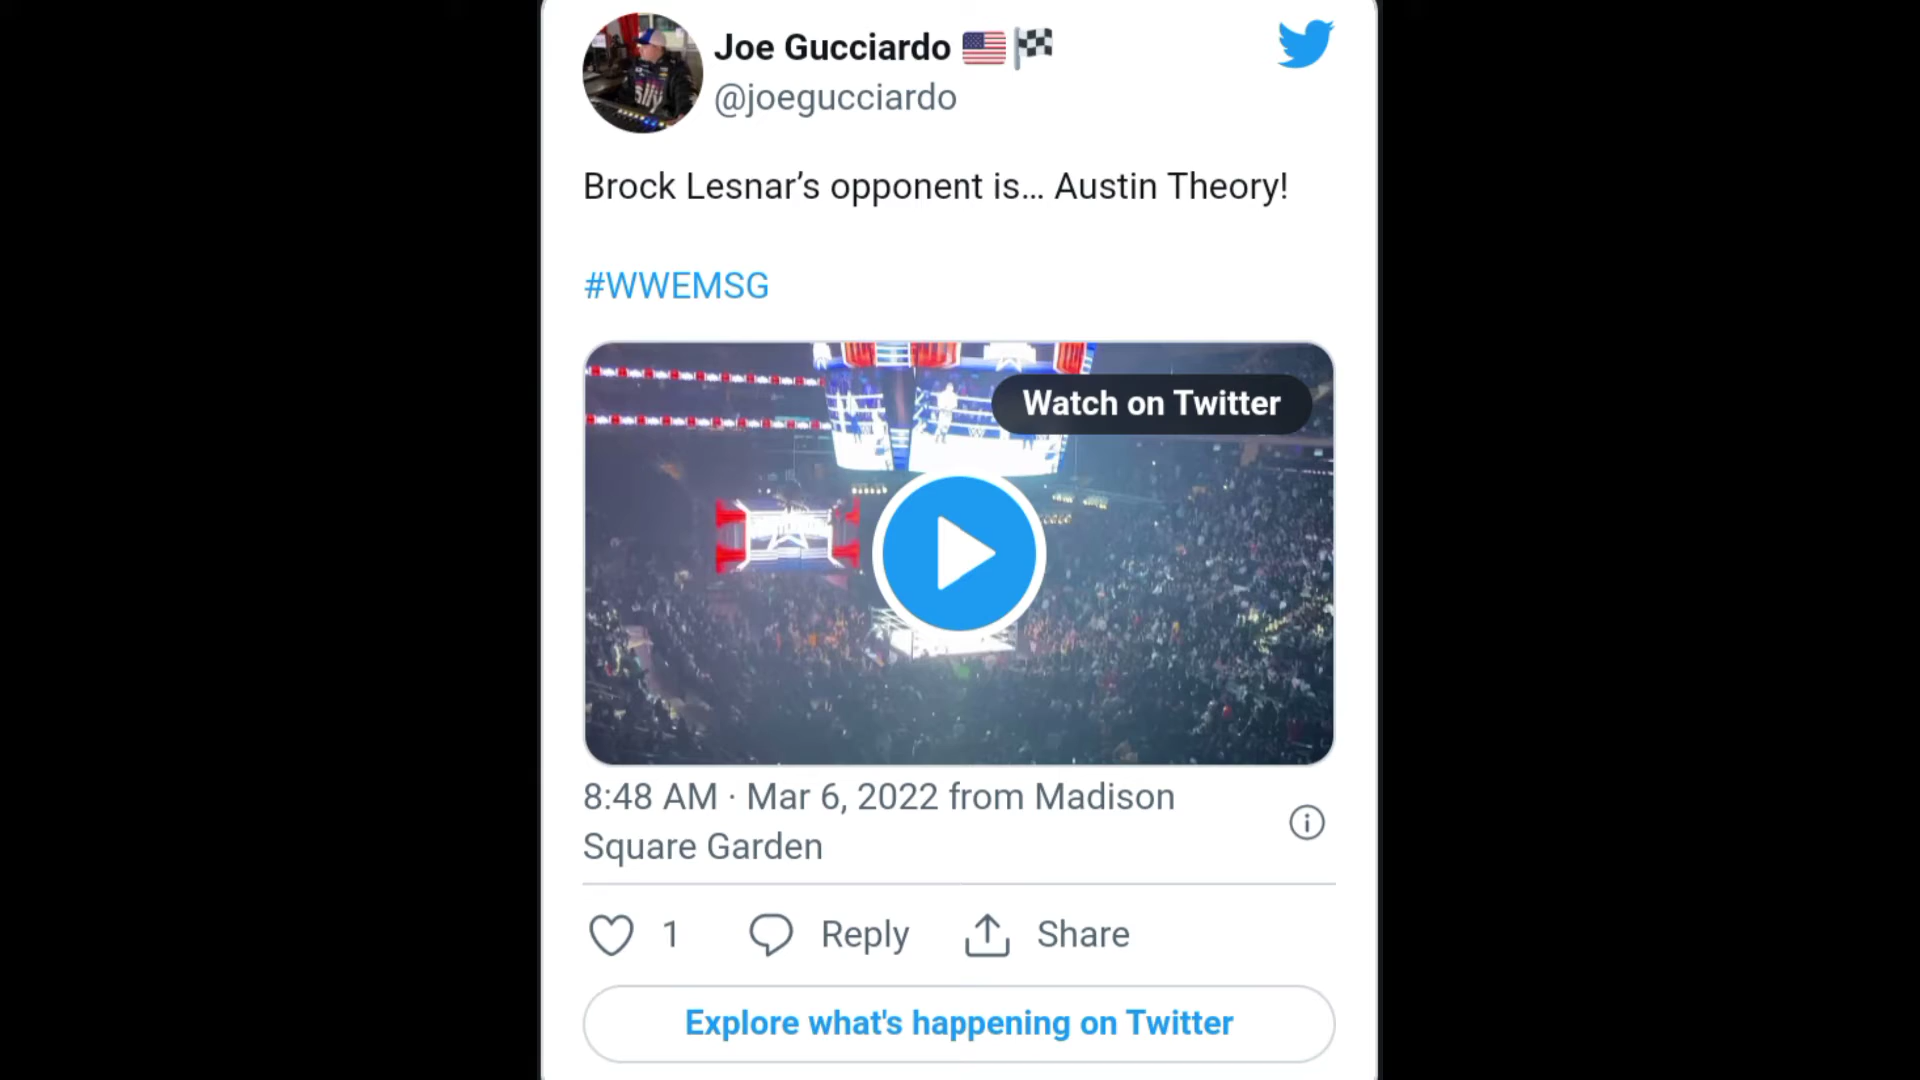 Joe Gucciardo 🇺🇸🏁
@joegucciardo
Brock Lesnar’s opponent is... Austin Theory!
#WWEMSG
Watch on Twitter
8:48 AM · Mar 6, 2022 from Madison
Square Garden
1 Reply Share
Explore what's happening on Twitter